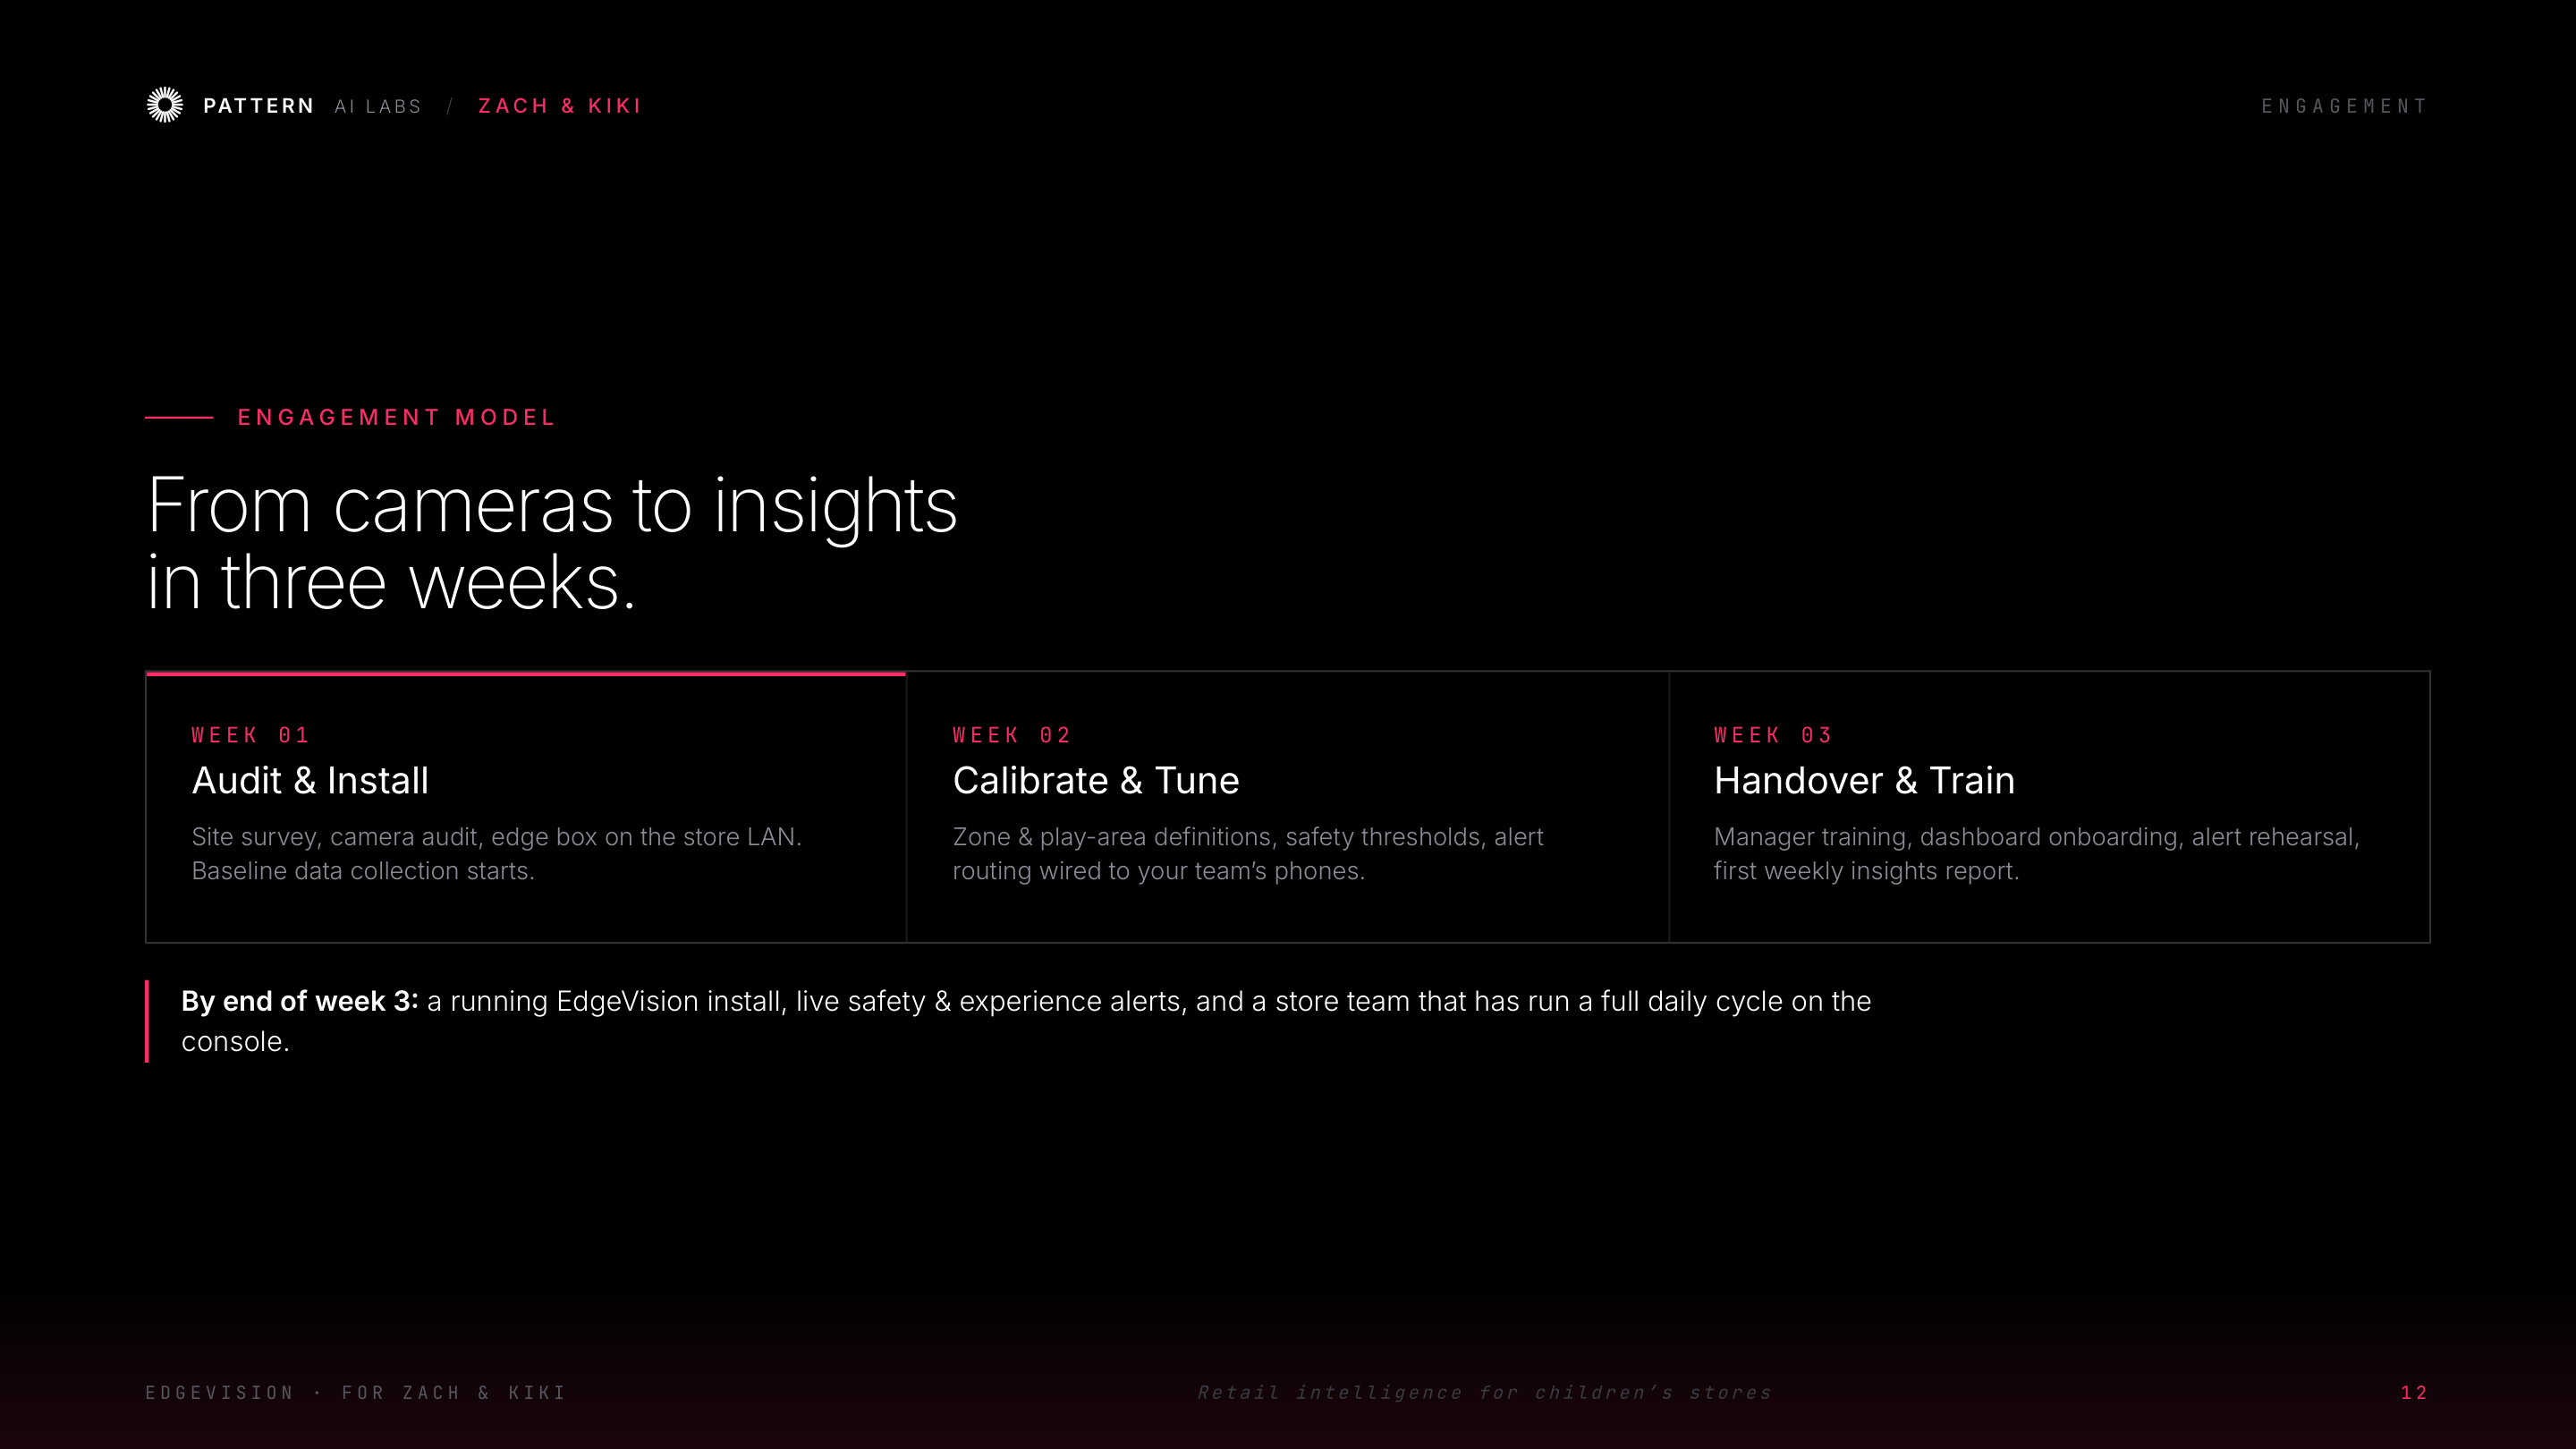 PATTERN AI LABS / ZACH & KIKI
ENGAGEMENT
ENGAGEMENT MODEL
From cameras to insights
in three weeks.
WEEK 01
Audit & Install
Site survey, camera audit, edge box on the store LAN.
Baseline data collection starts.
WEEK 02
Calibrate & Tune
Zone & play-area definitions, safety thresholds, alert
routing wired to your team’s phones.
WEEK 03
Handover & Train
Manager training, dashboard onboarding, alert rehearsal,
first weekly insights report.
By end of week 3: a running EdgeVision install, live safety & experience alerts, and a store team that has run a full daily cycle on the
console.
EDGEVISION · FOR ZACH & KIKI
Retail intelligence for children’s stores
12